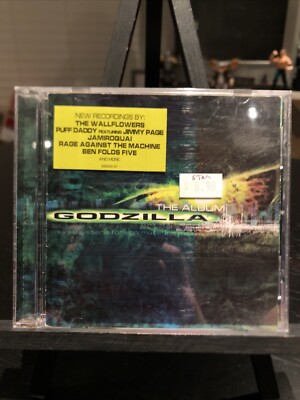 NEW RECORDINGS BY:
THE WALLFLOWERS
PUFF DADDY FEATURING JIMMY PAGE
JAMIROQUAI
RAGE AGAINST THE MACHINE
BEN FOLDS FIVE
AND MORE
THE ALBUM
GODZILLA